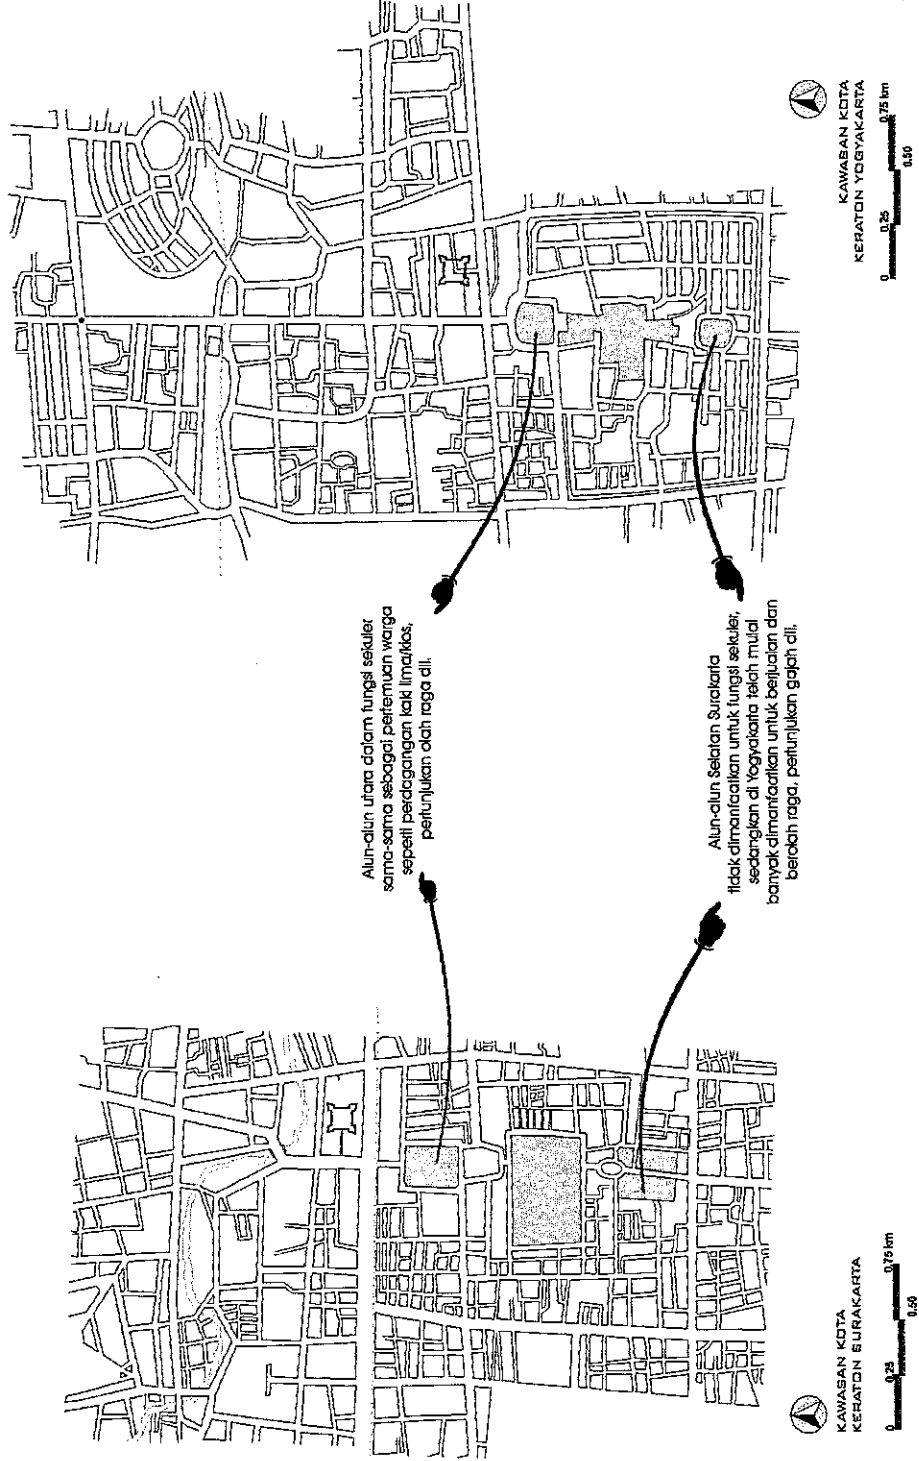 Alun-alun utara dalam fungsi sekuler
sama-sama sebagai pertemuan warga
seperti perdagangan kaki lima/kios,
pertunjukan olah raga dll.
Alun-alun Selatan Surakarta
tidak dimanfaatkan untuk fungsi sekuler,
sedangkan di Yogyakarta telah mulai
banyak dimanfaatkan untuk berjualan dan
berolah raga, pertunjukan gajah dll.
KAWASAN KOTA
KERATON SURAKARTA
0 0.25 0.50 0.75 km
KAWASAN KOTA
KERATON YOGYAKARTA
0 0.25 0.50 0.75 km